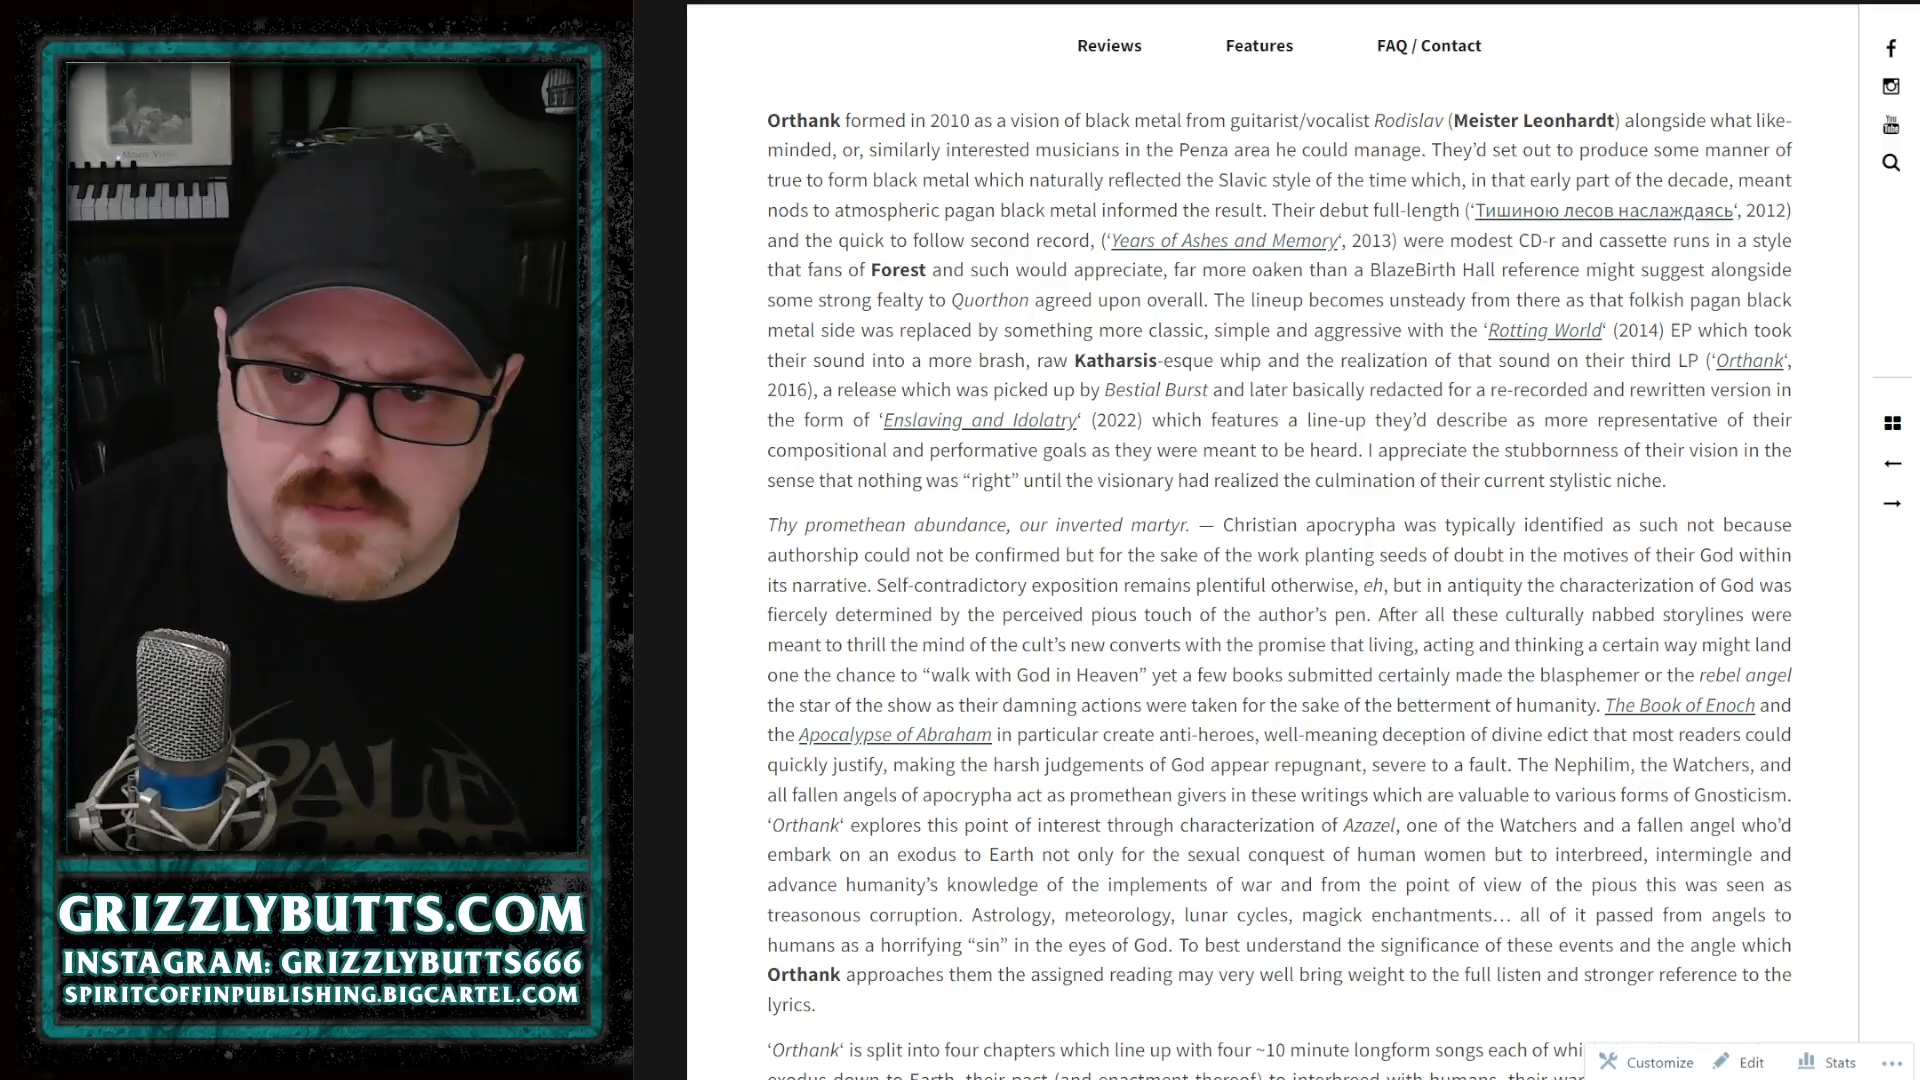 Reviews
Features
FAQ / Contact
Orthank formed in 2010 as a vision of black metal from guitarist/vocalist Rodislav (Meister Leonhardt) alongside what like-
minded, or, similarly interested musicians in the Penza area he could manage. They’d set out to produce some manner of
true to form black metal which naturally reflected the Slavic style of the time which, in that early part of the decade, meant
nods to atmospheric pagan black metal informed the result. Their debut full-length (‘Тишиною лесов наслаждаясь‘, 2012)
and the quick to follow second record, (‘Years of Ashes and Memory‘, 2013) were modest CD-r and cassette runs in a style
that fans of Forest and such would appreciate, far more oaken than a BlazeBirth Hall reference might suggest alongside
some strong fealty to Quorthon agreed upon overall. The lineup becomes unsteady from there as that folkish pagan black
metal side was replaced by something more classic, simple and aggressive with the ‘Rotting World‘ (2014) EP which took
their sound into a more brash, raw Katharsis-esque whip and the realization of that sound on their third LP (‘Orthank‘,
2016), a release which was picked up by Bestial Burst and later basically redacted for a re-recorded and rewritten version in
the form of ‘Enslaving and Idolatry‘ (2022) which features a line-up they’d describe as more representative of their
compositional and performative goals as they were meant to be heard. I appreciate the stubbornness of their vision in the
sense that nothing was “right” until the visionary had realized the culmination of their current stylistic niche.
Thy promethean abundance, our inverted martyr. — Christian apocrypha was typically identified as such not because
authorship could not be confirmed but for the sake of the work planting seeds of doubt in the motives of their God within
its narrative. Self-contradictory exposition remains plentiful otherwise, eh, but in antiquity the characterization of God was
fiercely determined by the perceived pious touch of the author’s pen. After all these culturally nabbed storylines were
meant to thrill the mind of the cult’s new converts with the promise that living, acting and thinking a certain way might land
one the chance to “walk with God in Heaven” yet a few books submitted certainly made the blasphemer or the rebel angel
the star of the show as their damning actions were taken for the sake of the betterment of humanity. The Book of Enoch and
the Apocalypse of Abraham in particular create anti-heroes, well-meaning deception of divine edict that most readers could
quickly justify, making the harsh judgements of God appear repugnant, severe to a fault. The Nephilim, the Watchers, and
all fallen angels of apocrypha act as promethean givers in these writings which are valuable to various forms of Gnosticism.
‘Orthank‘ explores this point of interest through characterization of Azazel, one of the Watchers and a fallen angel who’d
embark on an exodus to Earth not only for the sexual conquest of human women but to interbreed, intermingle and
advance humanity’s knowledge of the implements of war and from the point of view of the pious this was seen as
treasonous corruption. Astrology, meteorology, lunar cycles, magick enchantments… all of it passed from angels to
humans as a horrifying “sin” in the eyes of God. To best understand the significance of these events and the angle which
Orthank approaches them the assigned reading may very well bring weight to the full listen and stronger reference to the
lyrics.
‘Orthank‘ is split into four chapters which line up with four ~10 minute longform songs each of
Customize
Edit
Stats
You
Tube
PALE
GRIZZLYBUTTS.COM
INSTAGRAM: GRIZZLYBUTTS666
SPIRITCOFFINPUBLISHING.BIGCARTEL.COM